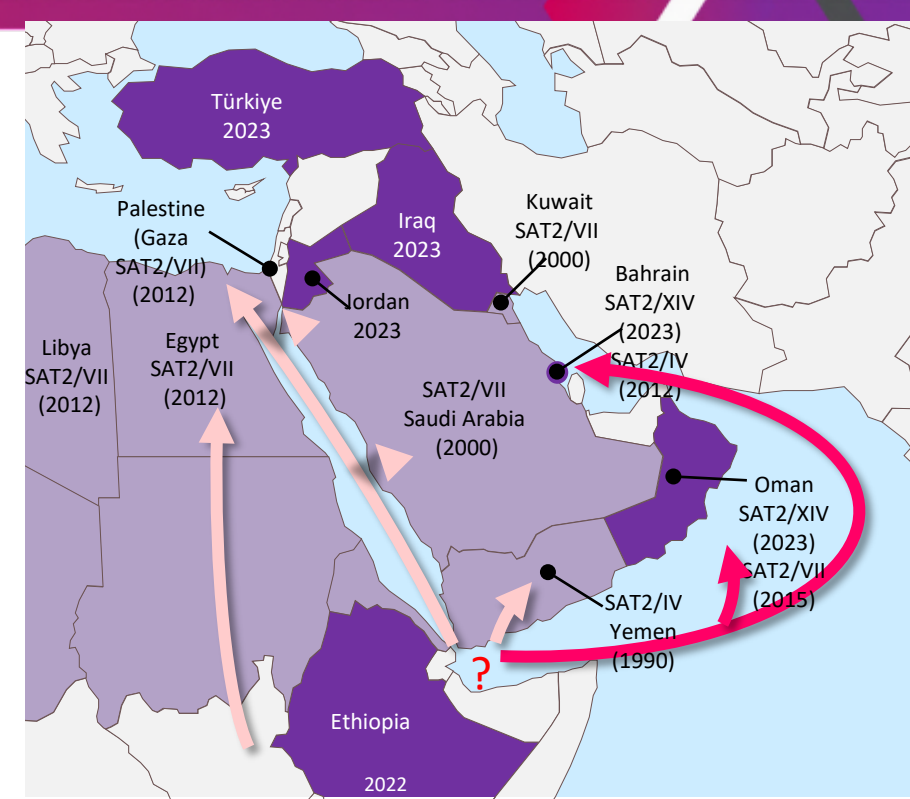 Türkiye
2023
Palestine
(Gaza
SAT2/VII)
(2012)
Iraq
2023
Kuwait
SAT2/VII
(2000)
Bahrain
SAT2/XIV
(2023)
SAT2/IV
(2012)
Jordan
2023
Libya
SAT2/VII
(2012)
Egypt
SAT2/VII
(2012)
SAT2/VII
Saudi Arabia
(2000)
Oman
SAT2/XIV
(2023)
SAT2/VII
(2015)
SAT2/IV
Yemen
(1990)
?
Ethiopia
2022